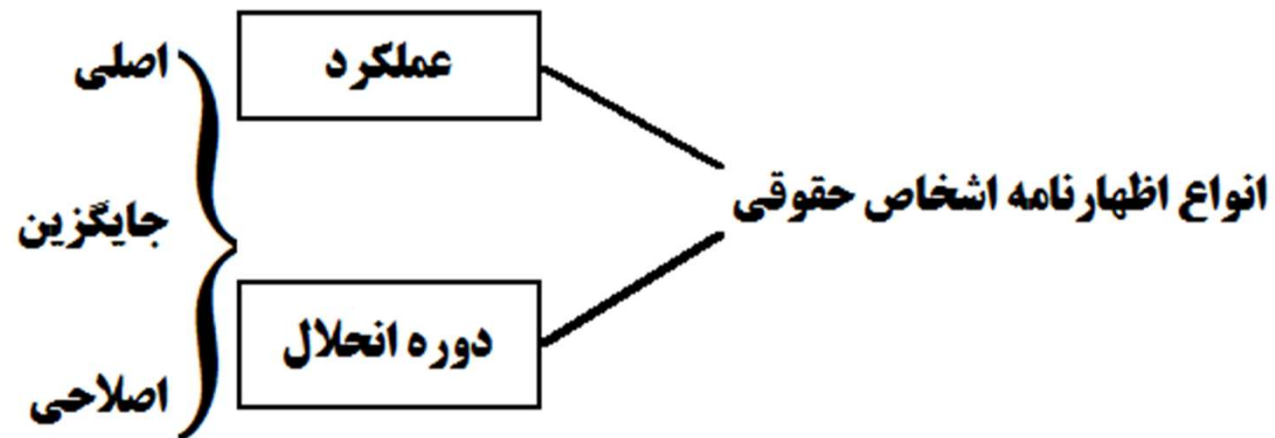 انواع اظهارنامه اشخاص حقوقی
عملکرد
دوره انحلال
اصلی
جایگزین
اصلاحی